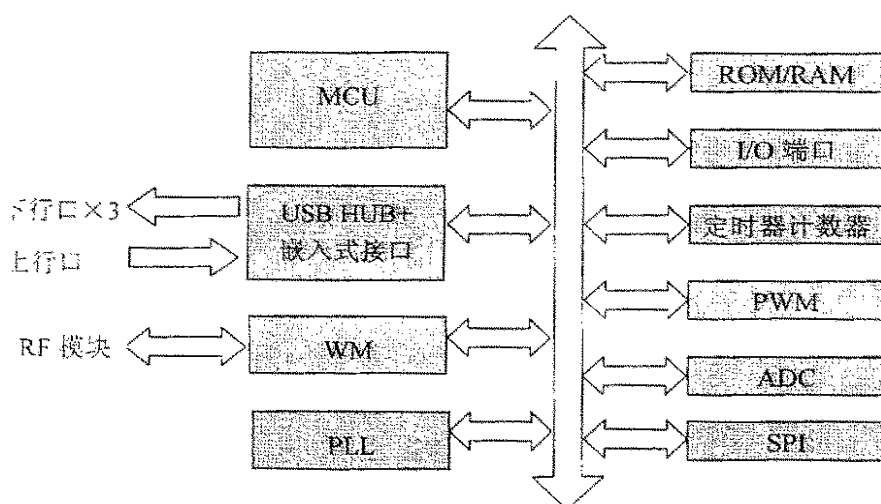 MCU
下行口×3
USB HUB+
嵌入式接口
上行口
RF 模块
WM
PLL
ROM/RAM
I/O 端口
定时器计数器
PWM
ADC
SPI